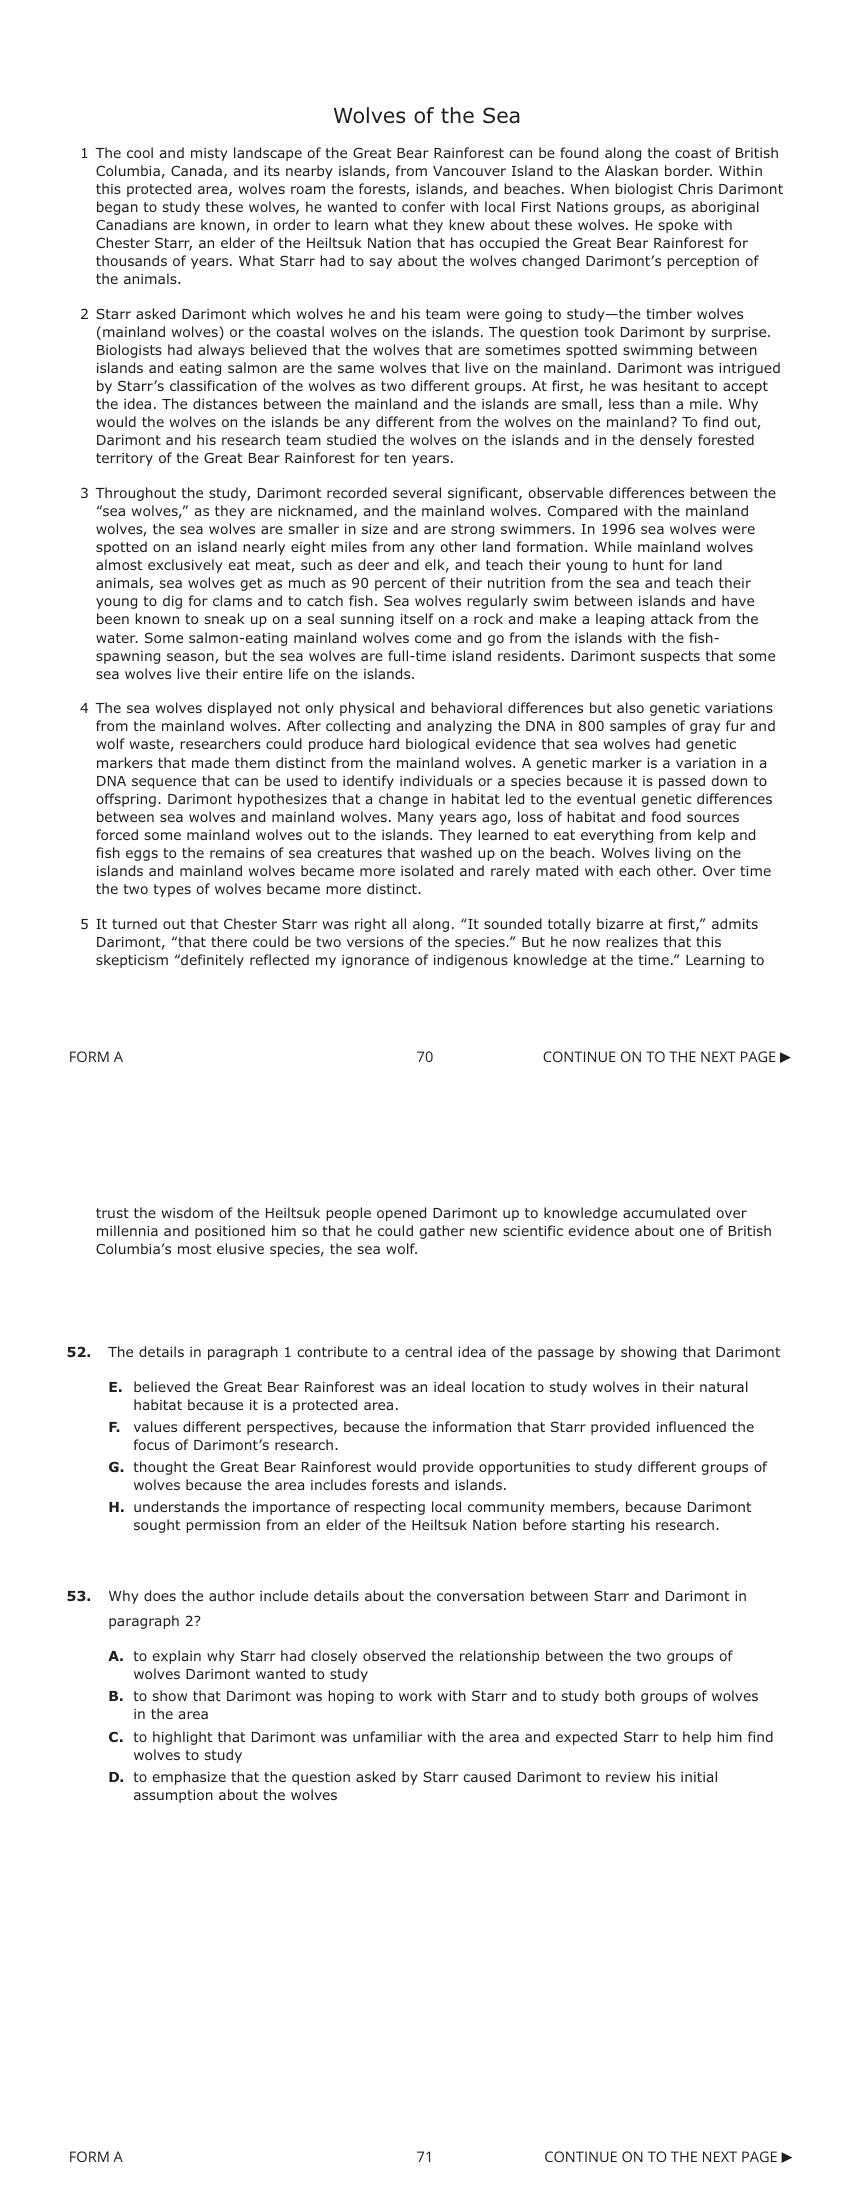 Wolves of the Sea
1 The cool and misty landscape of the Great Bear Rainforest can be found along the coast of British
Columbia, Canada, and its nearby islands, from Vancouver Island to the Alaskan border. Within
this protected area, wolves roam the forests, islands, and beaches. When biologist Chris Darimont
began to study these wolves, he wanted to confer with local First Nations groups, as aboriginal
Canadians are known, in order to learn what they knew about these wolves. He spoke with
Chester Starr, an elder of the Heiltsuk Nation that has occupied the Great Bear Rainforest for
thousands of years. What Starr had to say about the wolves changed Darimont’s perception of
the animals.
2 Starr asked Darimont which wolves he and his team were going to study—the timber wolves
(mainland wolves) or the coastal wolves on the islands. The question took Darimont by surprise.
Biologists had always believed that the wolves that are sometimes spotted swimming between
islands and eating salmon are the same wolves that live on the mainland. Darimont was intrigued
by Starr’s classification of the wolves as two different groups. At first, he was hesitant to accept
the idea. The distances between the mainland and the islands are small, less than a mile. Why
would the wolves on the islands be any different from the wolves on the mainland? To find out,
Darimont and his research team studied the wolves on the islands and in the densely forested
territory of the Great Bear Rainforest for ten years.
3 Throughout the study, Darimont recorded several significant, observable differences between the
“sea wolves,” as they are nicknamed, and the mainland wolves. Compared with the mainland
wolves, the sea wolves are smaller in size and are strong swimmers. In 1996 sea wolves were
spotted on an island nearly eight miles from any other land formation. While mainland wolves
almost exclusively eat meat, such as deer and elk, and teach their young to hunt for land
animals, sea wolves get as much as 90 percent of their nutrition from the sea and teach their
young to dig for clams and to catch fish. Sea wolves regularly swim between islands and have
been known to sneak up on a seal sunning itself on a rock and make a leaping attack from the
water. Some salmon-eating mainland wolves come and go from the islands with the fish-
spawning season, but the sea wolves are full-time island residents. Darimont suspects that some
sea wolves live their entire life on the islands.
4 The sea wolves displayed not only physical and behavioral differences but also genetic variations
from the mainland wolves. After collecting and analyzing the DNA in 800 samples of gray fur and
wolf waste, researchers could produce hard biological evidence that sea wolves had genetic
markers that made them distinct from the mainland wolves. A genetic marker is a variation in a
DNA sequence that can be used to identify individuals or a species because it is passed down to
offspring. Darimont hypothesizes that a change in habitat led to the eventual genetic differences
between sea wolves and mainland wolves. Many years ago, loss of habitat and food sources
forced some mainland wolves out to the islands. They learned to eat everything from kelp and
fish eggs to the remains of sea creatures that washed up on the beach. Wolves living on the
islands and mainland wolves became more isolated and rarely mated with each other. Over time
the two types of wolves became more distinct.
5 It turned out that Chester Starr was right all along. “It sounded totally bizarre at first,” admits
Darimont, “that there could be two versions of the species.” But he now realizes that this
skepticism “definitely reflected my ignorance of indigenous knowledge at the time.” Learning to
FORM A 70 CONTINUE ON TO THE NEXT PAGE ▶
trust the wisdom of the Heiltsuk people opened Darimont up to knowledge accumulated over
millennia and positioned him so that he could gather new scientific evidence about one of British
Columbia’s most elusive species, the sea wolf.
52. The details in paragraph 1 contribute to a central idea of the passage by showing that Darimont
E. believed the Great Bear Rainforest was an ideal location to study wolves in their natural
habitat because it is a protected area.
F. values different perspectives, because the information that Starr provided influenced the
focus of Darimont’s research.
G. thought the Great Bear Rainforest would provide opportunities to study different groups of
wolves because the area includes forests and islands.
H. understands the importance of respecting local community members, because Darimont
sought permission from an elder of the Heiltsuk Nation before starting his research.
53. Why does the author include details about the conversation between Starr and Darimont in
paragraph 2?
A. to explain why Starr had closely observed the relationship between the two groups of
wolves Darimont wanted to study
B. to show that Darimont was hoping to work with Starr and to study both groups of wolves
in the area
C. to highlight that Darimont was unfamiliar with the area and expected Starr to help him find
wolves to study
D. to emphasize that the question asked by Starr caused Darimont to review his initial
assumption about the wolves
FORM A 71 CONTINUE ON TO THE NEXT PAGE ▶